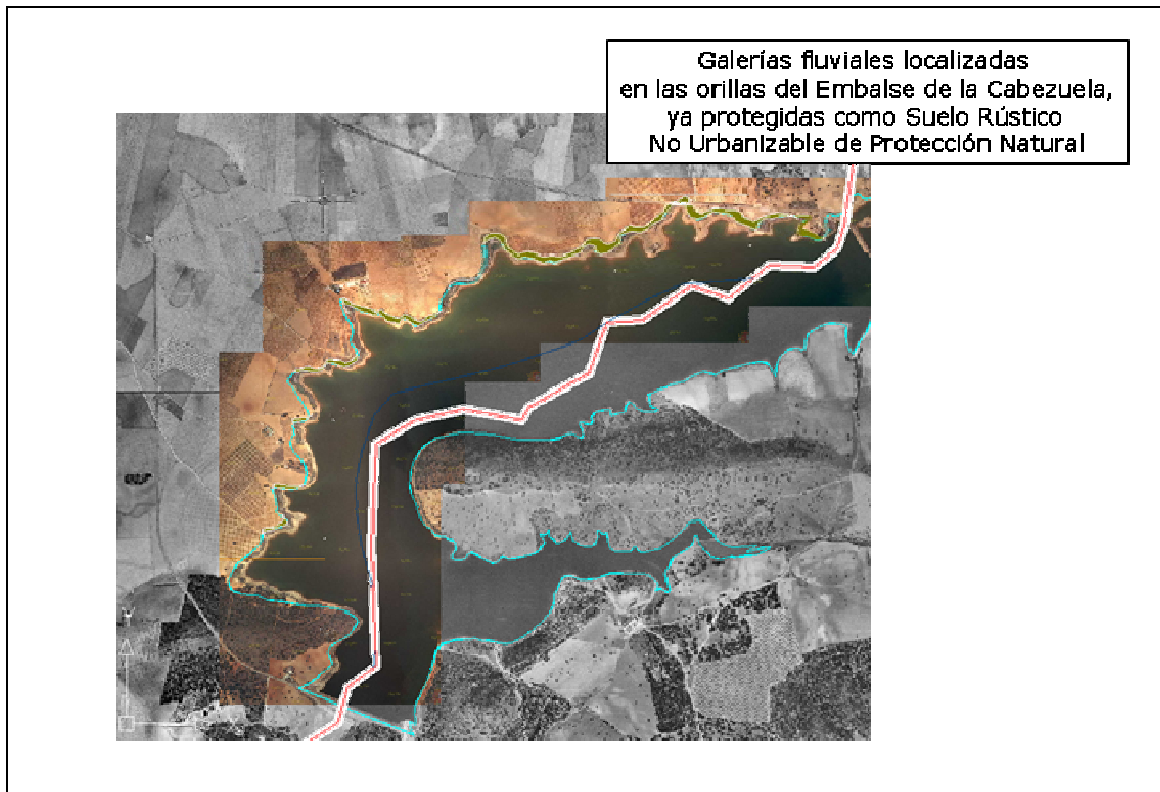 Galerías fluviales localizadas
en las orillas del Embalse de la Cabezuela,
ya protegidas como Suelo Rústico
No Urbanizable de Protección Natural